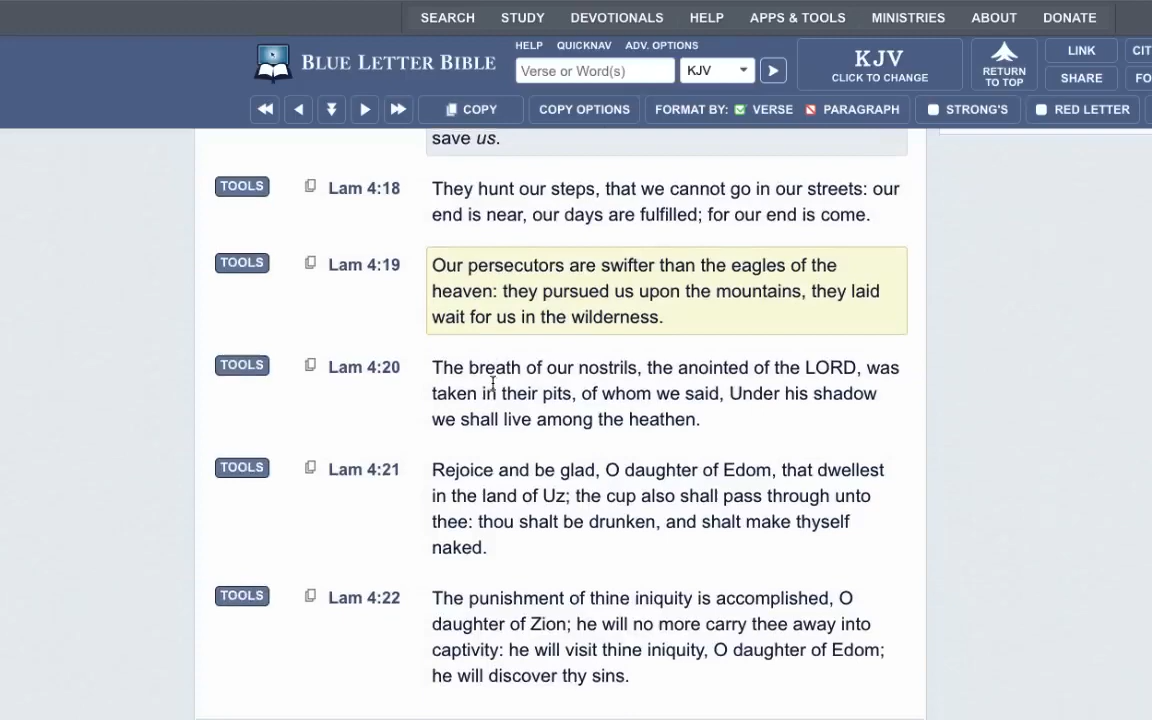 SEARCH STUDY DEVOTIONALS HELP APPS & TOOLS MINISTRIES ABOUT DONATE
BLUE LETTER BIBLE
HELP QUICKNAV ADV. OPTIONS
Verse or Word(s) KJV
KJV
CLICK TO CHANGE
RETURN
TO TOP
LINK CIT
SHARE FO
COPY COPY OPTIONS FORMAT BY: VERSE PARAGRAPH STRONG'S RED LETTER
save us.
TOOLS Lam 4:18 They hunt our steps, that we cannot go in our streets: our
end is near, our days are fulfilled; for our end is come.
TOOLS Lam 4:19 Our persecutors are swifter than the eagles of the
heaven: they pursued us upon the mountains, they laid
wait for us in the wilderness.
TOOLS Lam 4:20 The breath of our nostrils, the anointed of the LORD, was
taken in their pits, of whom we said, Under his shadow
we shall live among the heathen.
TOOLS Lam 4:21 Rejoice and be glad, O daughter of Edom, that dwellest
in the land of Uz; the cup also shall pass through unto
thee: thou shalt be drunken, and shalt make thyself
naked.
TOOLS Lam 4:22 The punishment of thine iniquity is accomplished, O
daughter of Zion; he will no more carry thee away into
captivity: he will visit thine iniquity, O daughter of Edom;
he will discover thy sins.